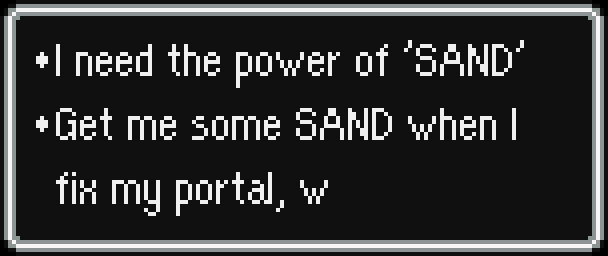 •I need the power of ‘SAND’
•Get me some SAND when I
fix my portal, w